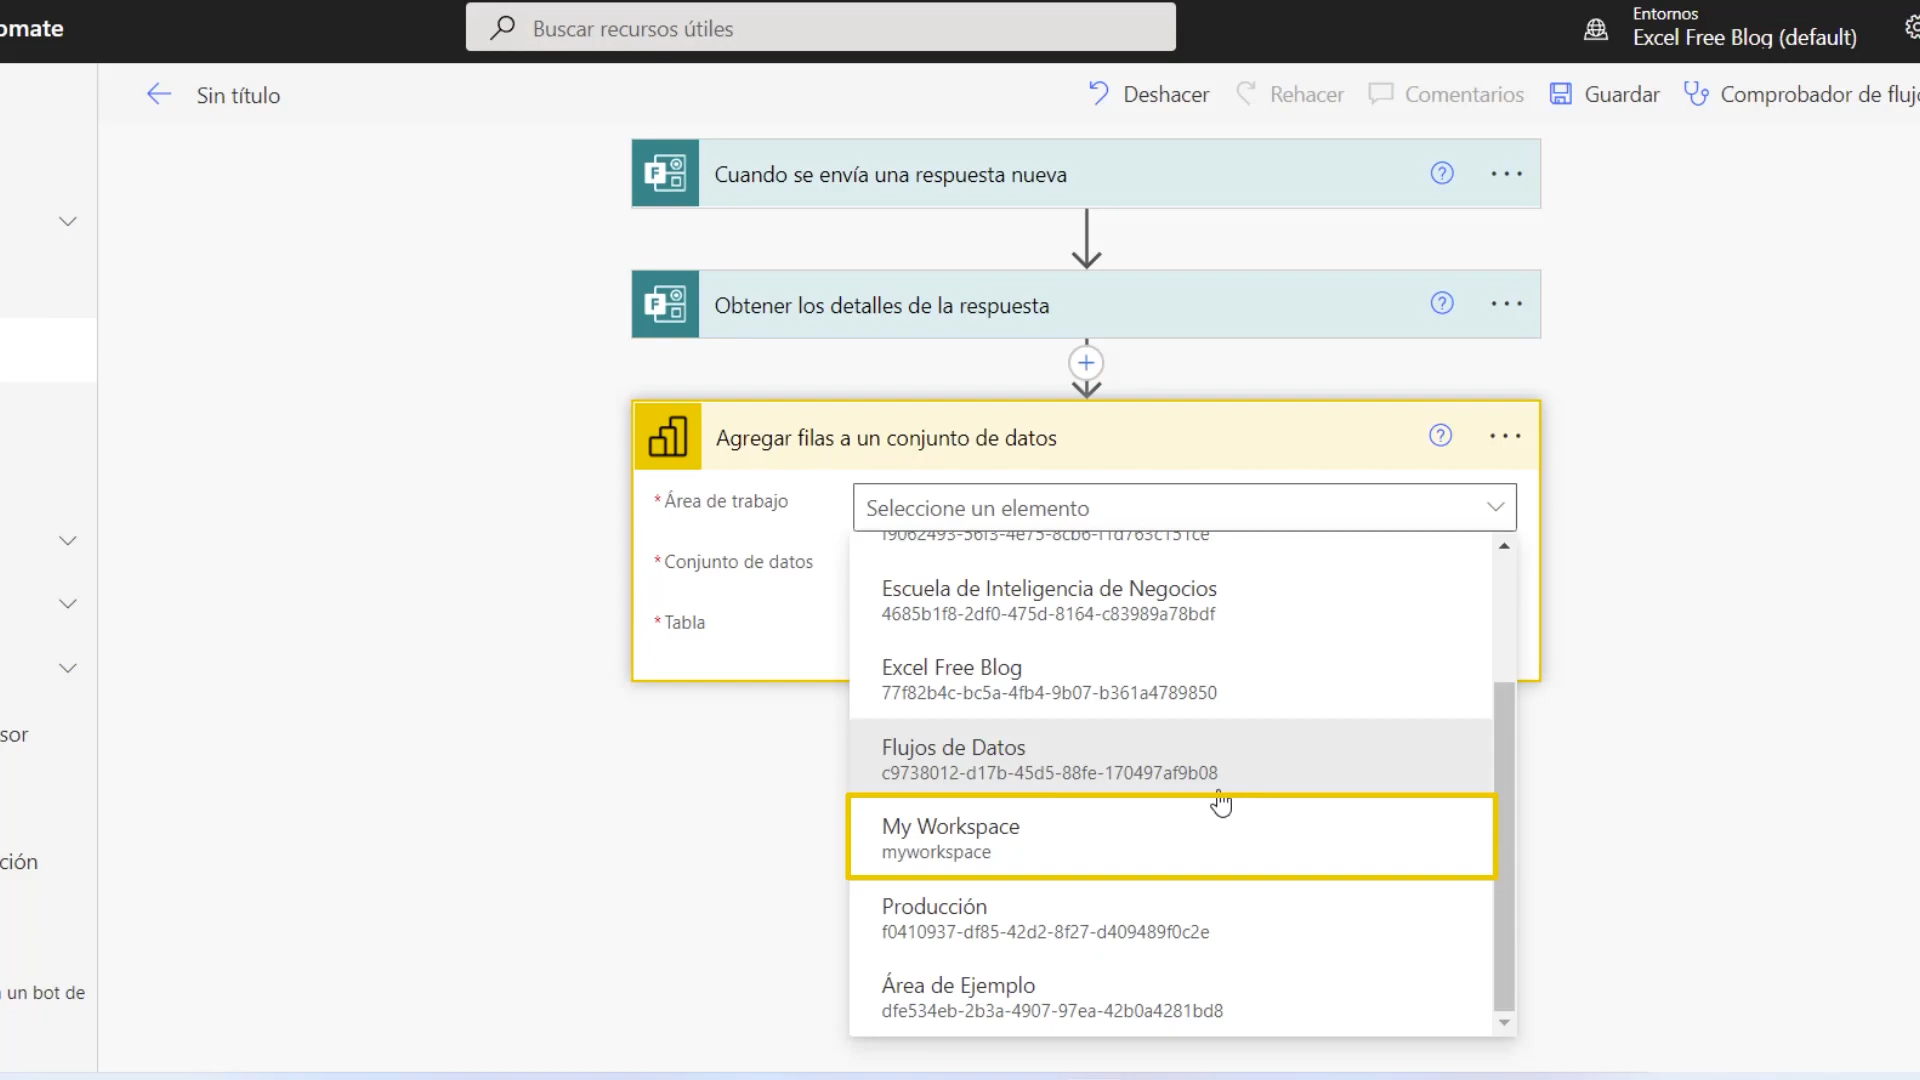 omate
Buscar recursos útiles
Entornos
Excel Free Blog (default)
Sin título
Deshacer
Rehacer
Comentarios
Guardar
Comprobador de flujo
Cuando se envía una respuesta nueva
Obtener los detalles de la respuesta
Agregar filas a un conjunto de datos
* Área de trabajo
Seleccione un elemento
* Conjunto de datos
Escuela de Inteligencia de Negocios
4685b1f8-2df0-475d-8164-c83989a78bdf
* Tabla
Excel Free Blog
77f82b4c-bc5a-4fb4-9b07-b361a4789850
sor
Flujos de Datos
c9738012-d17b-45d5-88fe-170497af9b08
My Workspace
myworkspace
ción
Producción
f0410937-df85-42d2-8f27-d409489f0c2e
un bot de
Área de Ejemplo
dfe534eb-2b3a-4907-97ea-42b0a4281bd8